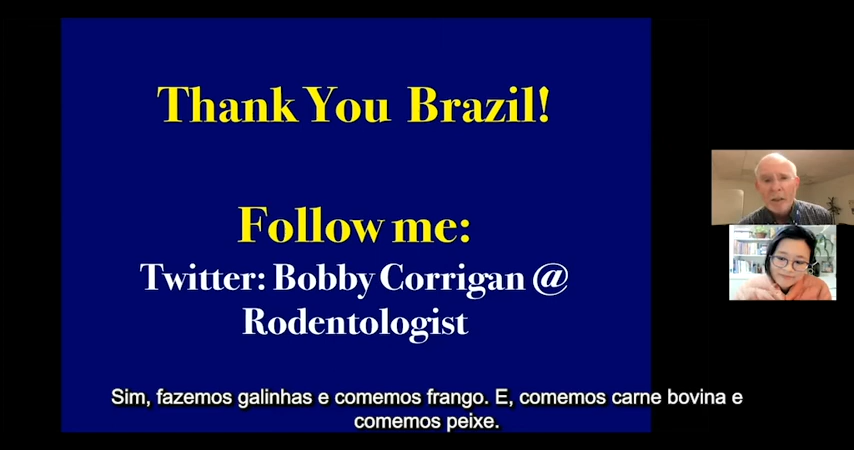 Thank You Brazil!
Follow me:
Twitter: Bobby Corrigan @
Rodentologist
Sim, fazemos galinhas e comemos frango. E, comemos carne bovina e
comemos peixe.